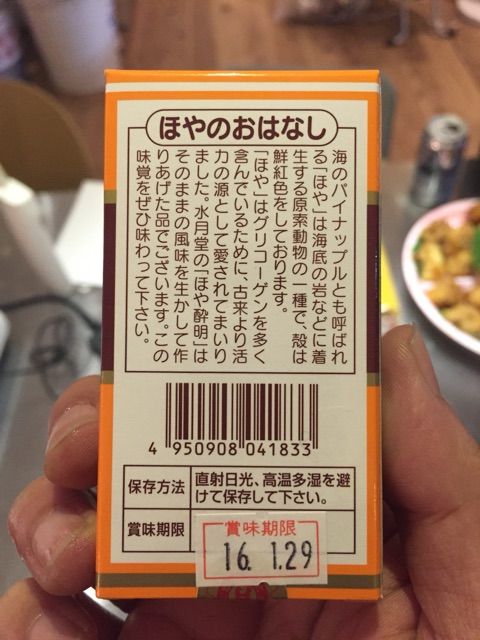 ほやのおはなし
海のパイナップルとも呼ばれ
る「ほや」は海底の岩などに着
生する原索動物の一種で、殻は
鮮紅色をしております。
「ほや」はグリコーゲンを多く
含んでいるために、古来より活
力の源として愛されてまいり
ました。水月堂の「ほや酔明」は
そのままの風味を生かして作
りあげた品でございます。この
味覚をぜひ味わって下さい。
4 950908 041833
保存方法
直射日光、高温多湿を避
けて保存して下さい。
賞味期限
賞味期限
16. 1.29